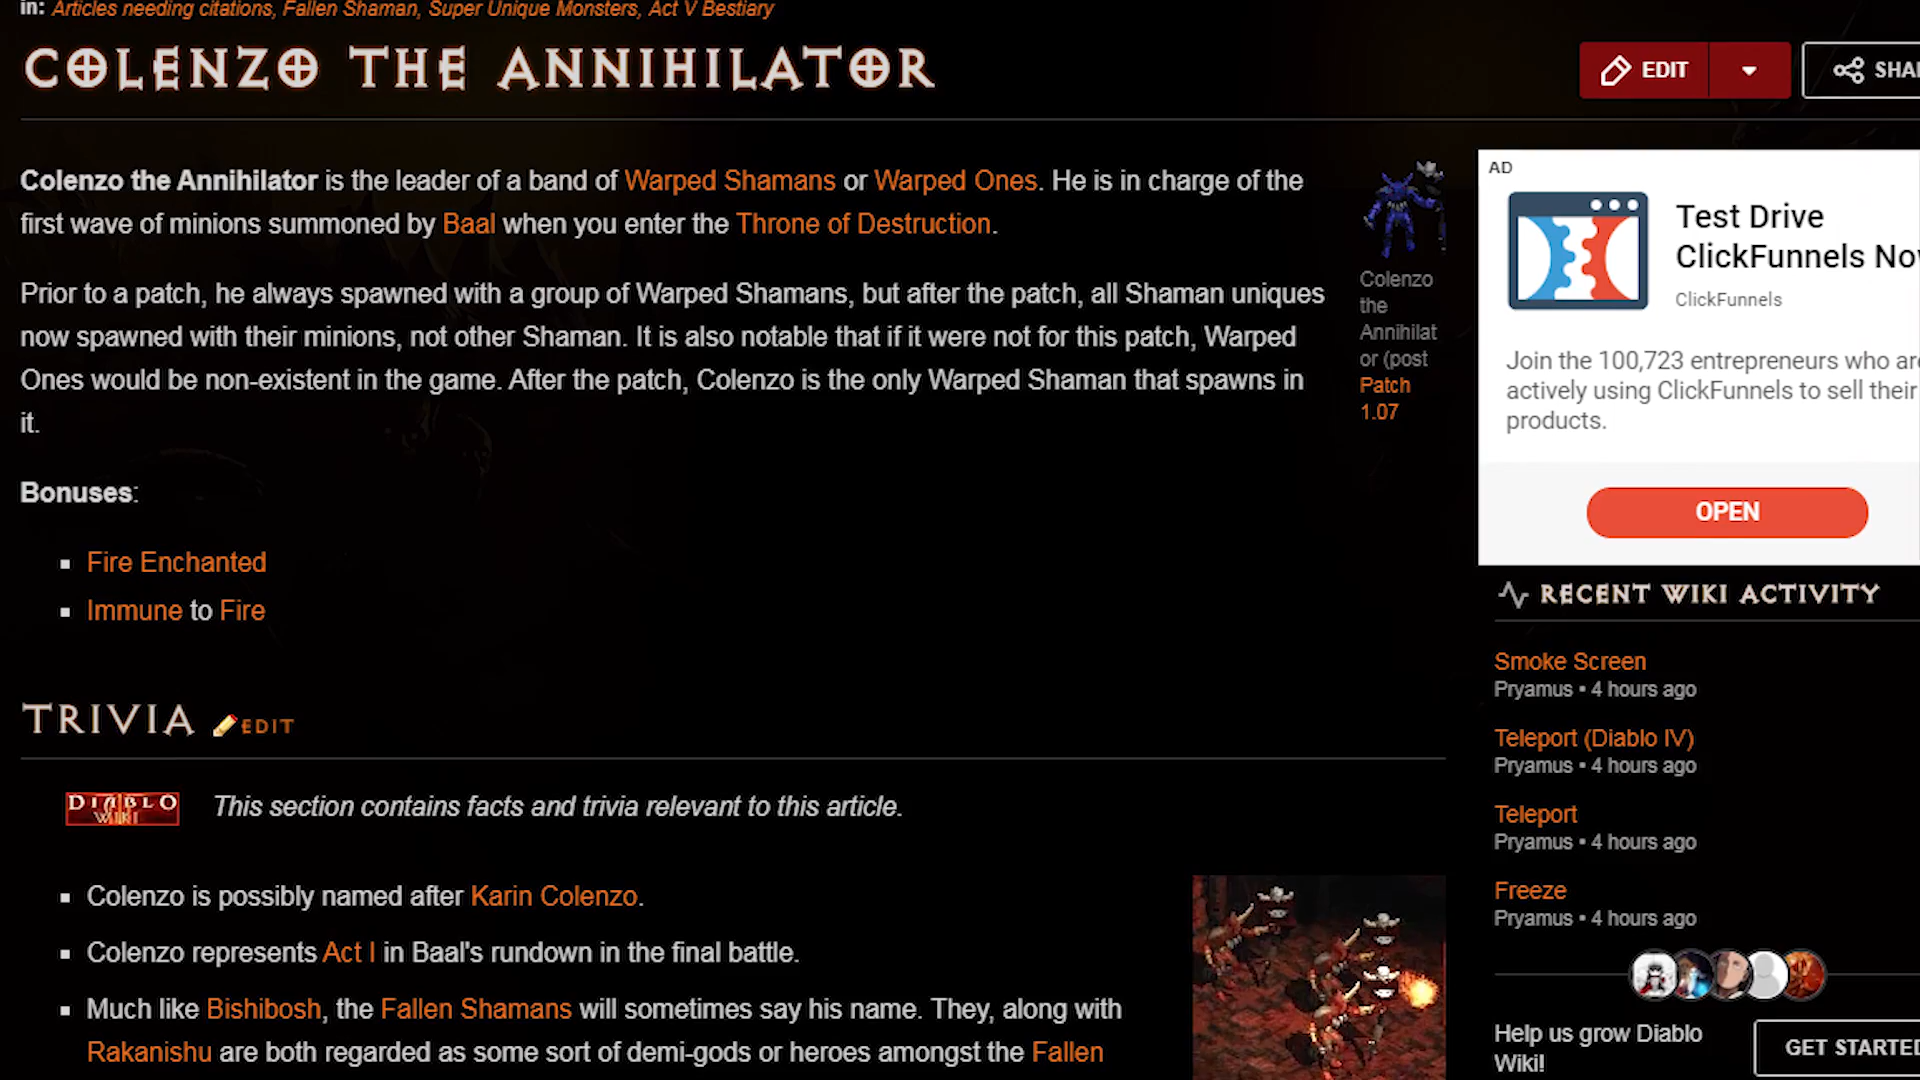 in: Articles needing citations, Fallen Shaman, Super Unique Monsters, Act V Bestiary
COLENZO THE ANNIHILATOR
EDIT
Colenzo the Annihilator is the leader of a band of Warped Shamans or Warped Ones. He is in charge of the
first wave of minions summoned by Baal when you enter the Throne of Destruction.
Prior to a patch, he always spawned with a group of Warped Shamans, but after the patch, all Shaman uniques
now spawned with their minions, not other Shaman. It is also notable that if it were not for this patch, Warped
Ones would be non-existent in the game. After the patch, Colenzo is the only Warped Shaman that spawns in
it.
Colenzo
the
Annihilat
or (post
Patch
1.07
Bonuses:
Fire Enchanted
Immune to Fire
TRIVIA EDIT
DIABLO
WIKI
This section contains facts and trivia relevant to this article.
Colenzo is possibly named after Karin Colenzo.
Colenzo represents Act I in Baal's rundown in the final battle.
Much like Bishibosh, the Fallen Shamans will sometimes say his name. They, along with
Rakanishu are both regarded as some sort of demi-gods or heroes amongst the Fallen
AD
Test Drive
ClickFunnels
ClickFunnels
Join the 100,723 entrepreneurs who
actively using ClickFunnels to sell their
products.
OPEN
RECENT WIKI ACTIVITY
Smoke Screen
Pryamus • 4 hours ago
Teleport (Diablo IV)
Pryamus • 4 hours ago
Teleport
Pryamus • 4 hours ago
Freeze
Pryamus • 4 hours ago
Help us grow Diablo
Wiki!
GET STARTED